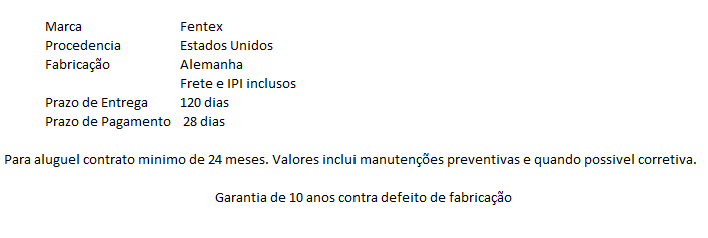 Marca Fentex
Procedencia Estados Unidos
Fabricação Alemanha
Frete e IPI inclusos
Prazo de Entrega 120 dias
Prazo de Pagamento 28 dias
Para aluguel contrato minimo de 24 meses. Valores inclui manutenções preventivas e quando possivel corretiva.
Garantia de 10 anos contra defeito de fabricação